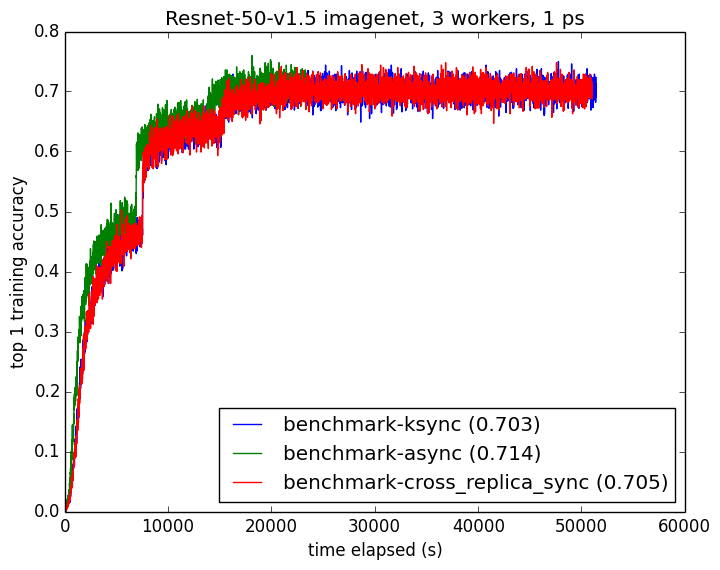 Resnet-50-v1.5 imagenet, 3 workers, 1 ps
0.8
0.7
0.6
0.5
0.4
0.3
0.2
0.1
0.0
top 1 training accuracy
benchmark-ksync (0.703)
benchmark-async (0.714)
benchmark-cross_replica_sync (0.705)
0 10000 20000 30000 40000 50000 60000
time elapsed (s)